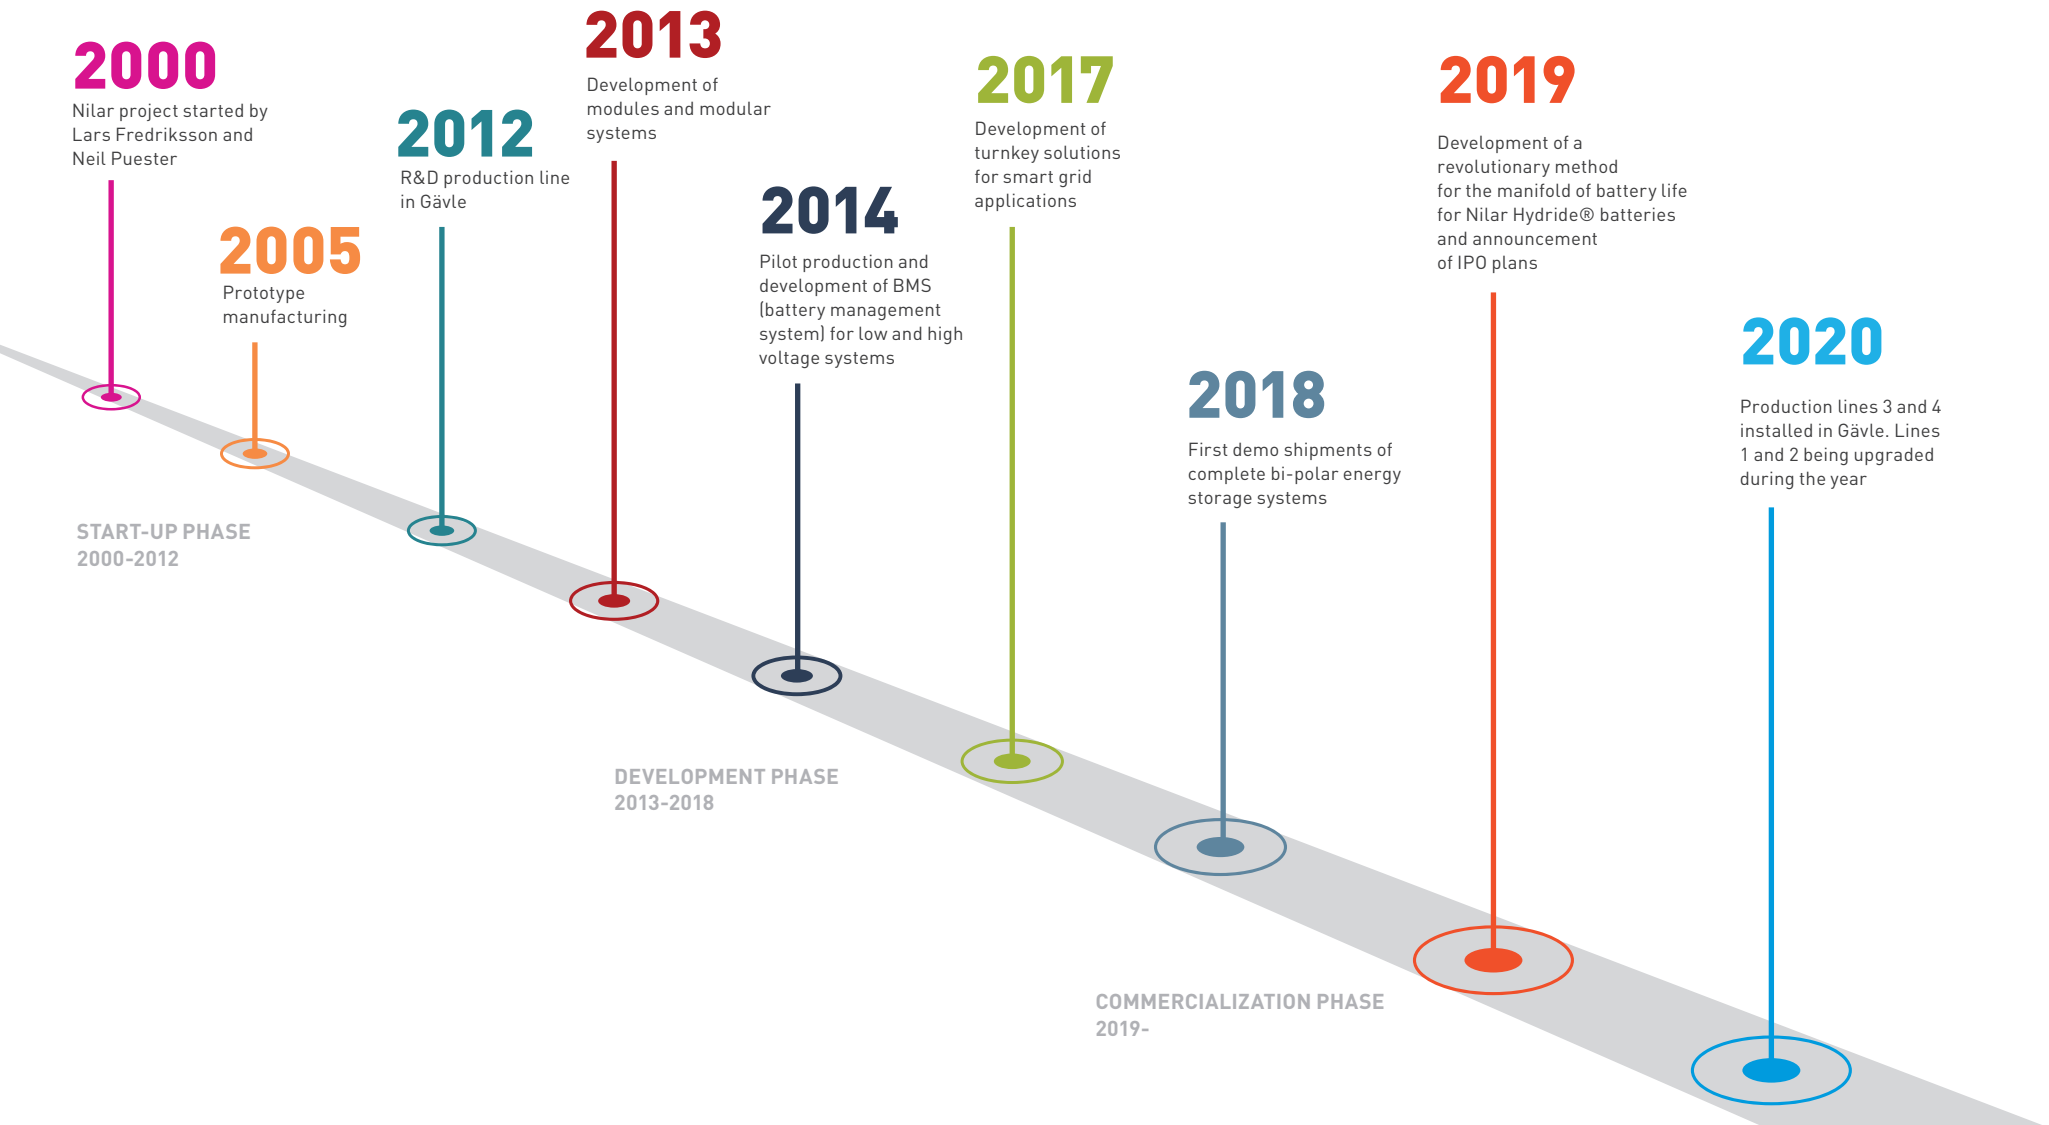 2000
Nilar project started by
Lars Fredriksson and
Neil Puester
2005
Prototype
manufacturing
2012
R&D production line
in Gävle
START-UP PHASE
2000-2012
2013
Development of
modules and modular
systems
2014
Pilot production and
development of BMS
(battery management
system) for low and high
voltage systems
2017
Development of
turnkey solutions
for smart grid
applications
2018
First demo shipments of
complete bi-polar energy
storage systems
DEVELOPMENT PHASE
2013-2018
2019
Development of a
revolutionary method
for the manifold of battery life
for Nilar Hydride® batteries
and announcement
of IPO plans
2020
Production lines 3 and 4
installed in Gävle. Lines
1 and 2 being upgraded
during the year
COMMERCIALIZATION PHASE
2019-